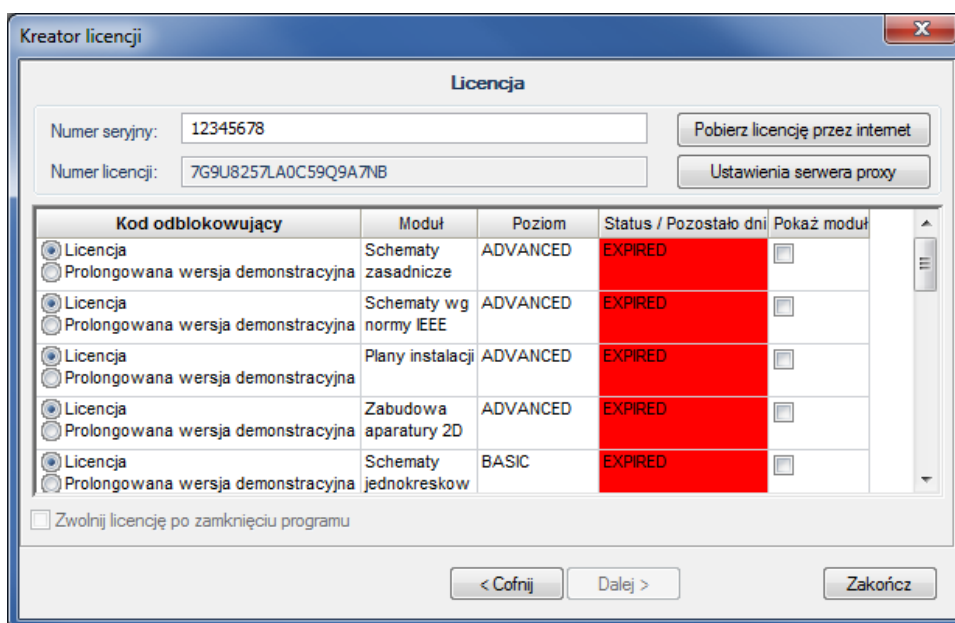 Kreator licencji
Licencja
Numer seryjny: 12345678 Pobierz licencję przez internet
Numer licencji: 7G9U8257LA0C59Q9A7NB Ustawienia serwera proxy
Kod odblokowujący Moduł Poziom Status / Pozostało dni Pokaż moduł
Licencja Schematy ADVANCED EXPIRED
Prolongowana wersja demonstracyjna zasadnicze
Licencja Schematy wg ADVANCED EXPIRED
Prolongowana wersja demonstracyjna normy IEEE
Licencja Plany instalacji ADVANCED EXPIRED
Prolongowana wersja demonstracyjna
Licencja Zabudowa ADVANCED EXPIRED
Prolongowana wersja demonstracyjna aparatury 2D
Licencja Schematy BASIC EXPIRED
Prolongowana wersja demonstracyjna jednokreskow
Zwolnij licencję po zamknięciu programu
< Cofnij Dalej > Zakończ